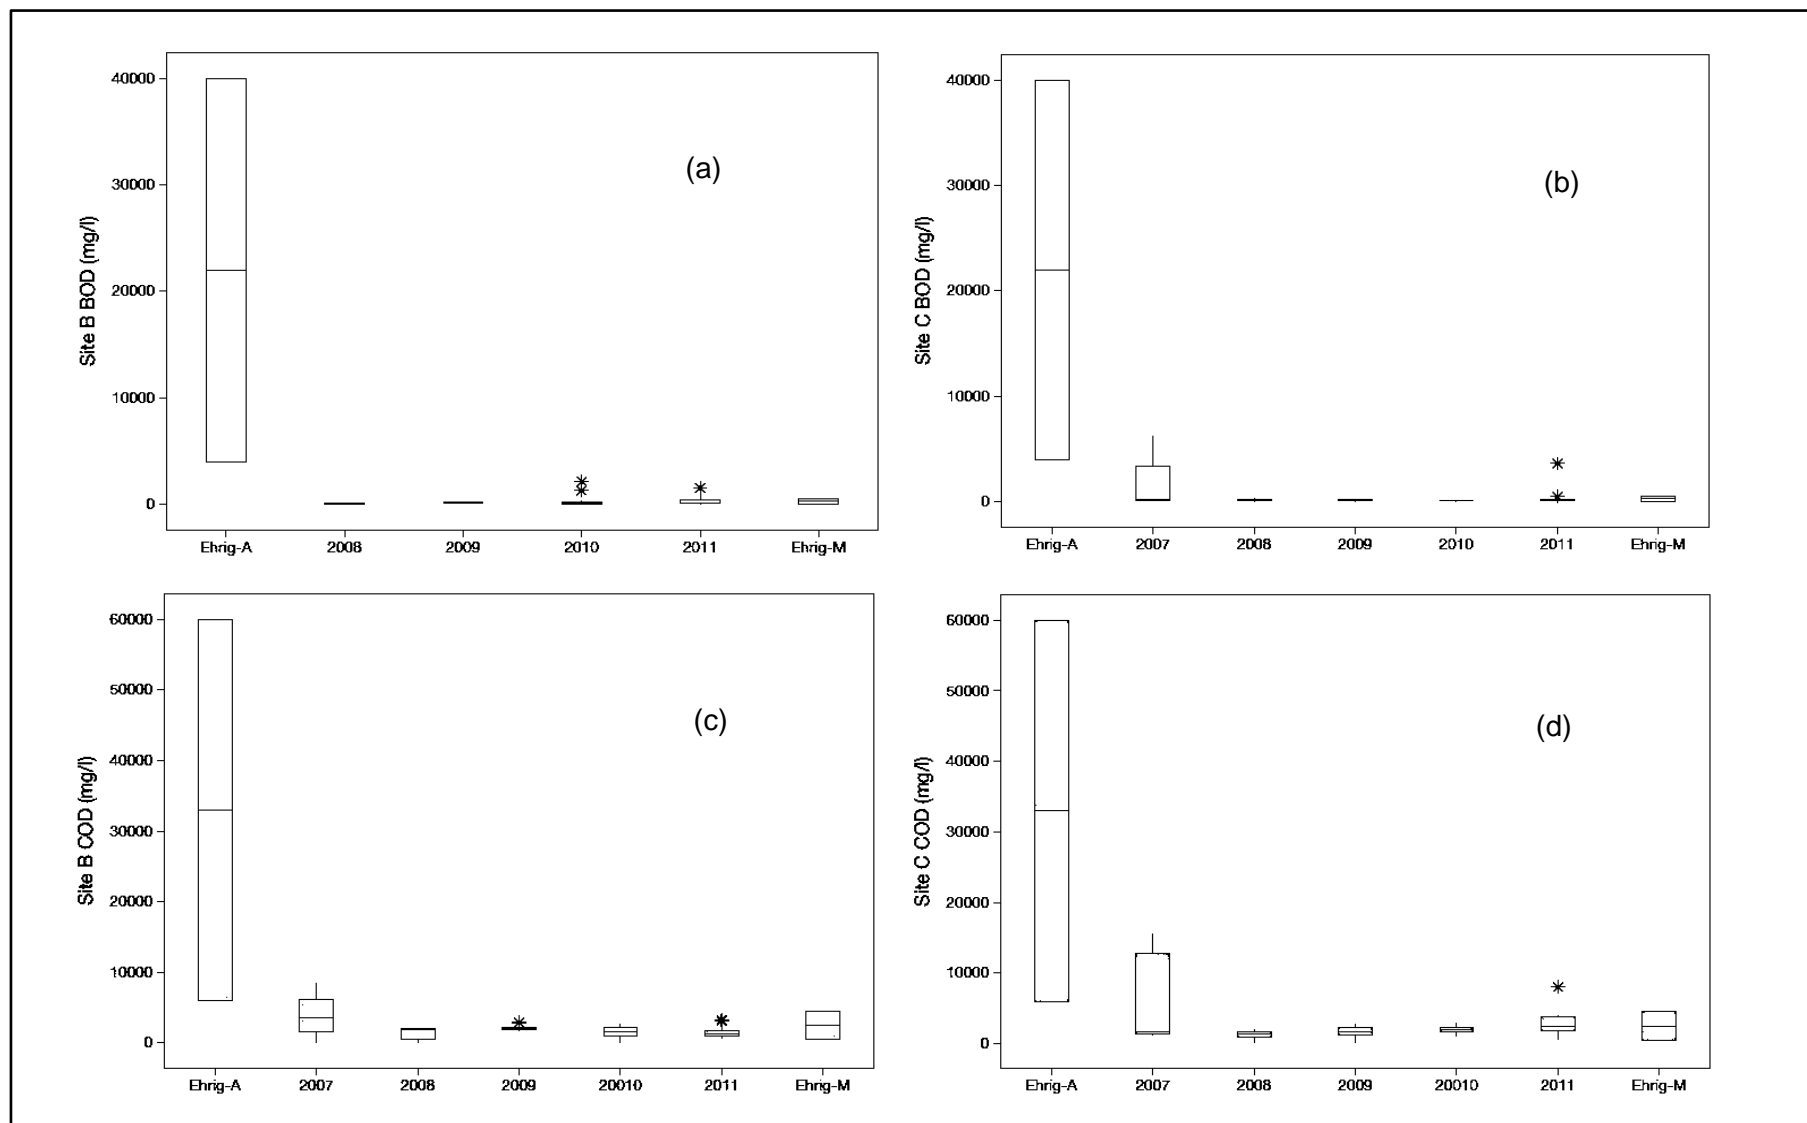 (a)
Site B BOD (mg/l)
40000
30000
20000
10000
0
Ehrig-A 2008 2009 2010 2011 Ehrig-M
(b)
Site C BOD (mg/l)
40000
30000
20000
10000
0
Ehrig-A 2007 2008 2009 2010 2011 Ehrig-M
(c)
Site B COD (mg/l)
60000
50000
40000
30000
20000
10000
0
Ehrig-A 2007 2008 2009 20010 2011 Ehrig-M
(d)
Site C COD (mg/l)
60000
50000
40000
30000
20000
10000
0
Ehrig-A 2007 2008 2009 20010 2011 Ehrig-M